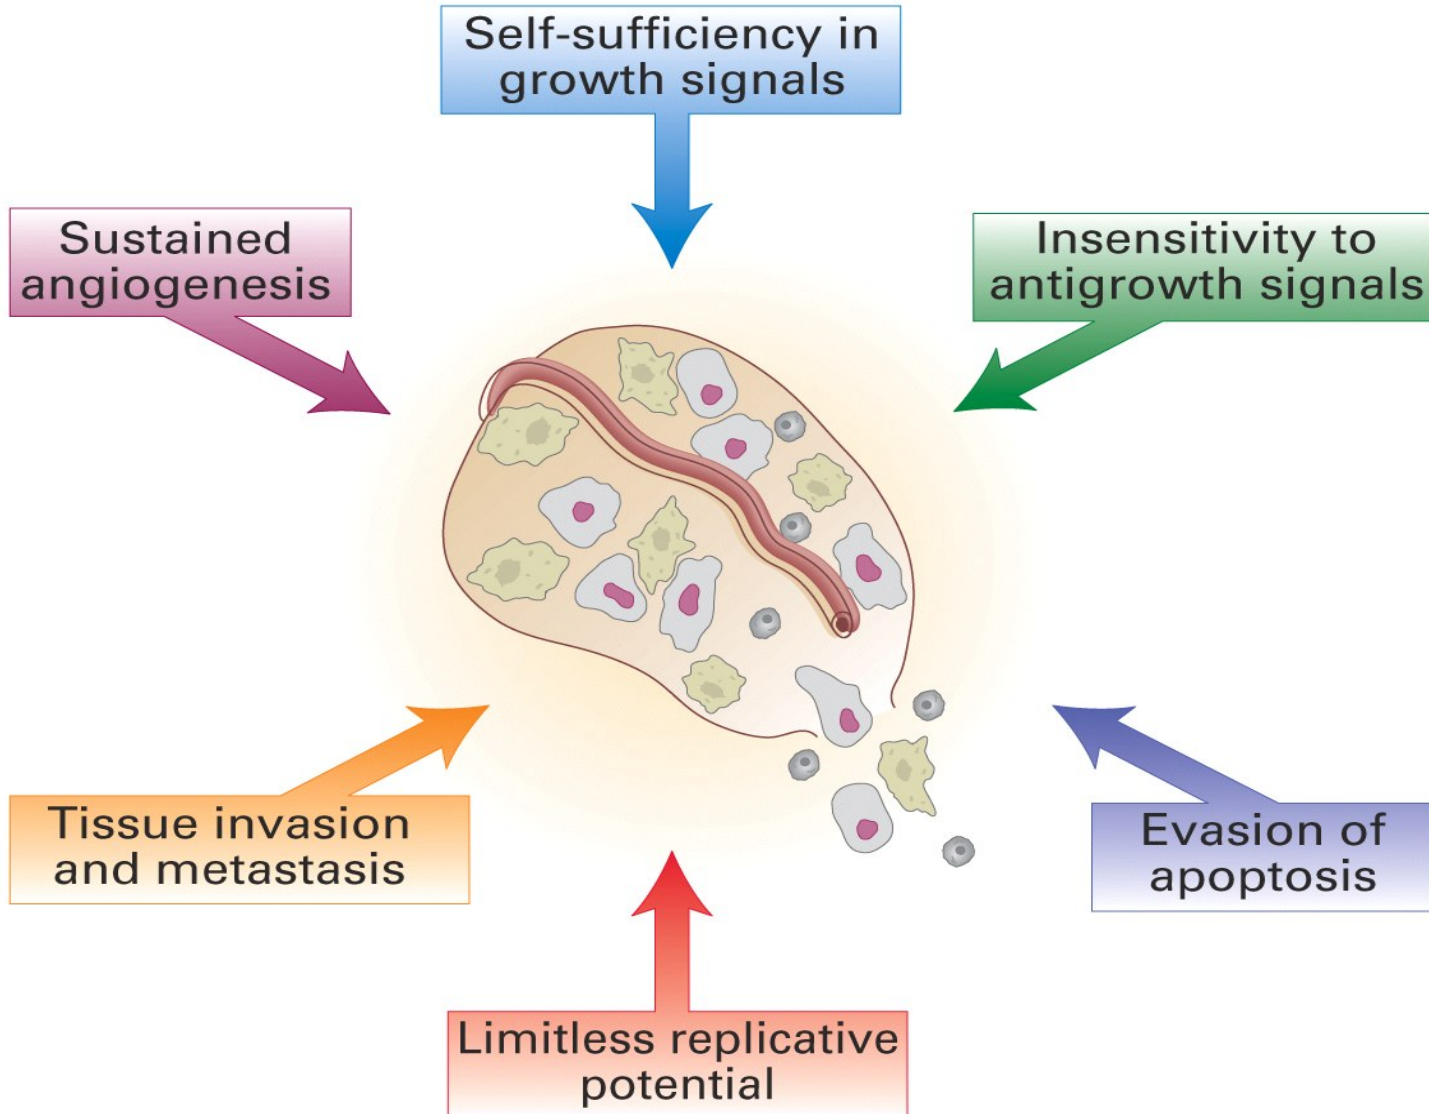 Self-sufficiency in
growth signals
Sustained
angiogenesis
Insensitivity to
antigrowth signals
Tissue invasion
and metastasis
Evasion of
apoptosis
Limitless replicative
potential